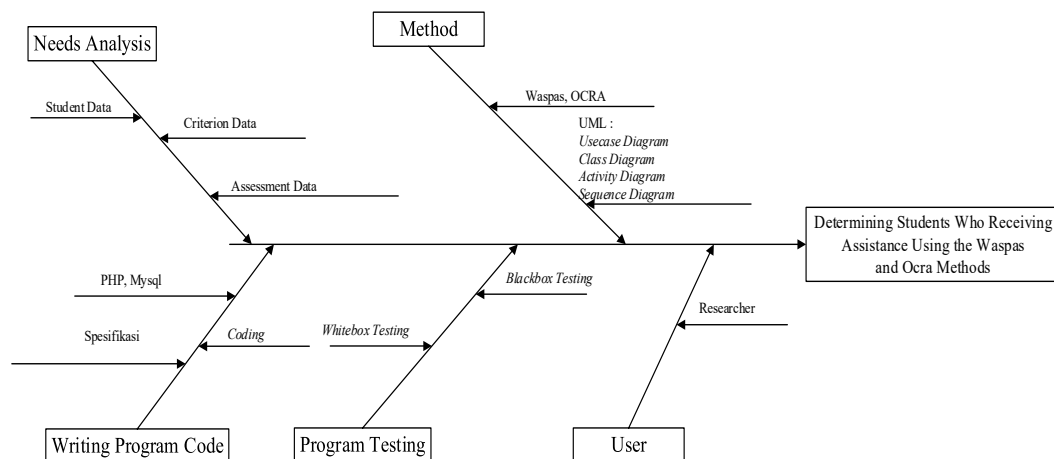 Needs Analysis
Student Data
Criterion Data
Assessment Data
Method
Waspas, OCRA
UML :
Usecase Diagram
Class Diagram
Activity Diagram
Sequence Diagram
Determining Students Who Receiving
Assistance Using the Waspas
and Ocra Methods
PHP, Mysql
Spesifikasi
Coding
Writing Program Code
Blackbox Testing
Whitebox Testing
Program Testing
Researcher
User